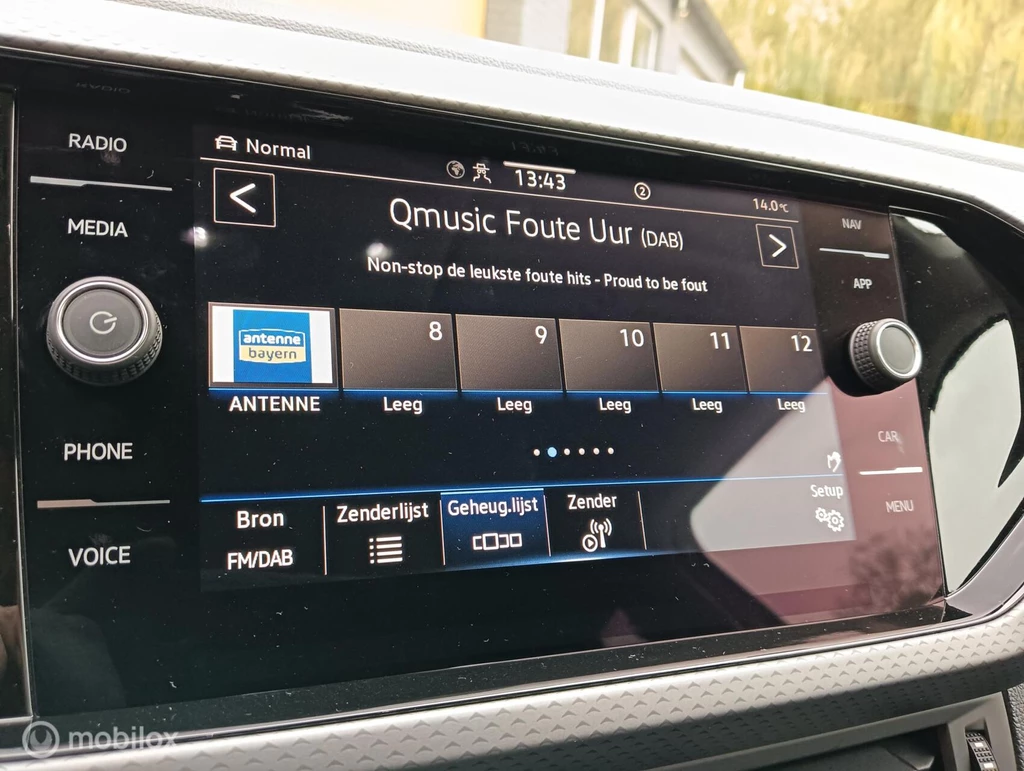 RADIO
MEDIA
PHONE
VOICE
Normal
13:43
2
14.0°C
Qmusic Foute Uur (DAB)
Non-stop de leukste foute hits - Proud to be fout
antenne
bayern
8
9
10
11
12
ANTENNE
Leeg
Leeg
Leeg
Leeg
Leeg
Bron
FM/DAB
Zenderlijst
Geheug.lijst
Zender
Setup
NAV
APP
CAR
MENU
mobilox